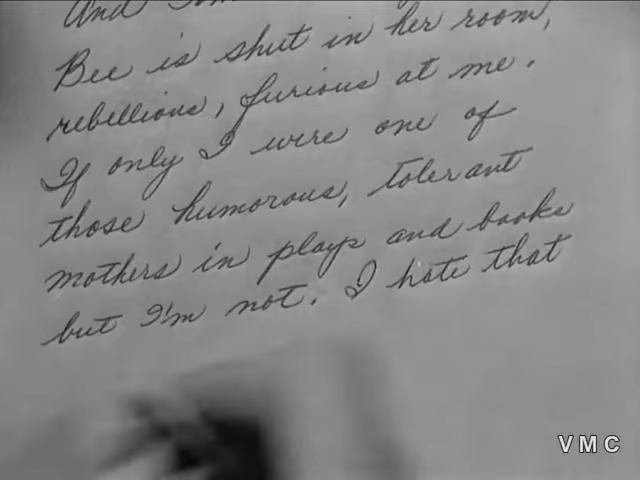 And
Bee is shut in her room,
rebellious, furious at me.
If only I were one of
those humorous, tolerant
mothers in plays and books
but I'm not. I hate that
VMC